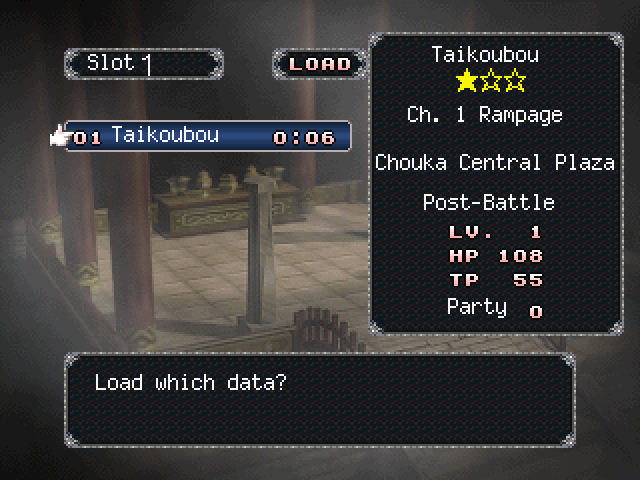 Slot 1
LOAD
01 Taikoubou 0:06
Taikoubou
Ch. 1 Rampage
Chouka Central Plaza
Post-Battle
LV. 1
HP 108
TP 55
Party 0
Load which data?